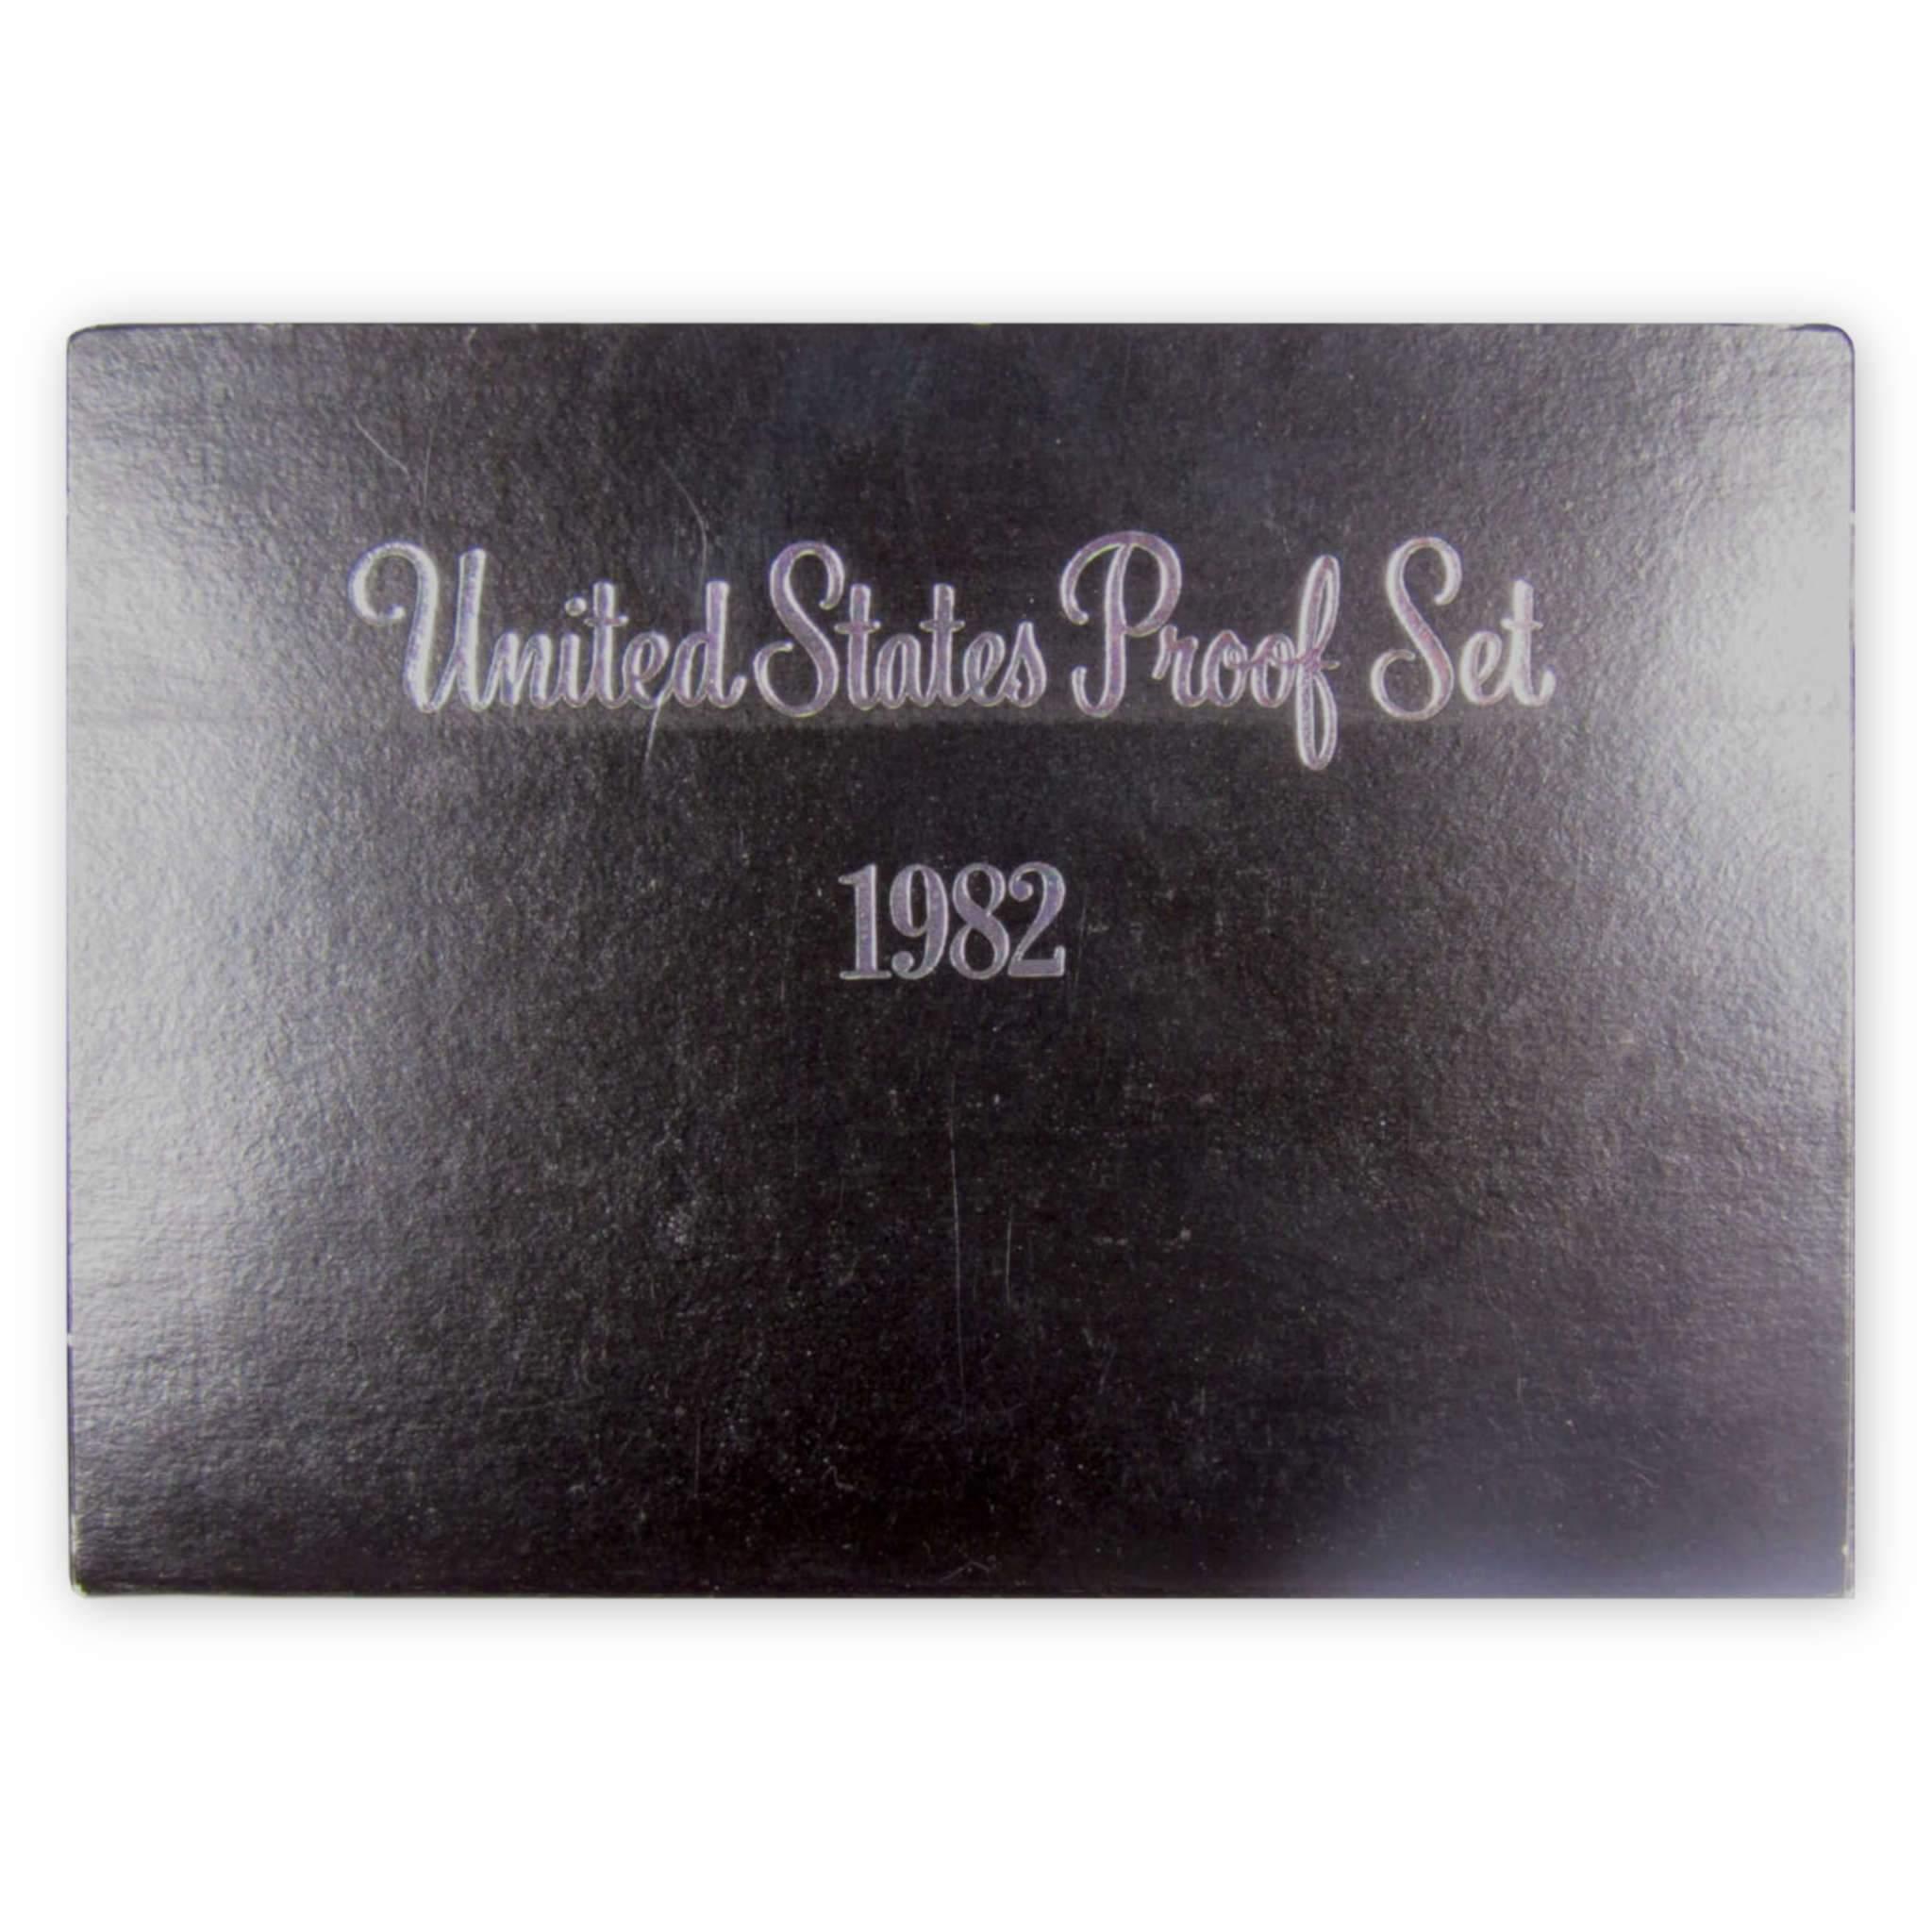 United States Proof Set
1982